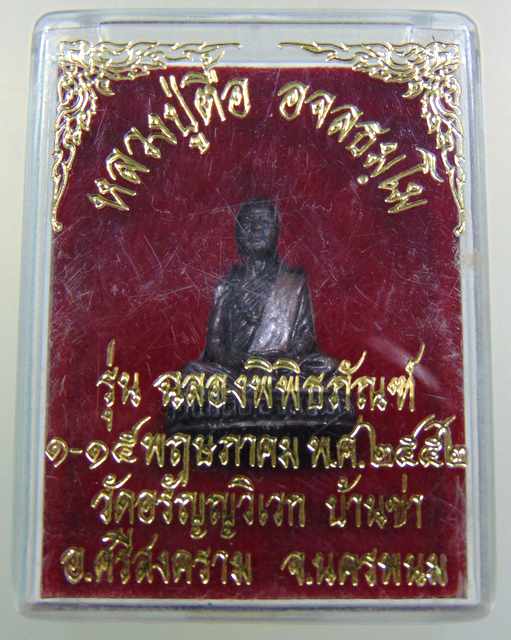 หลวงปู่ตื้อ อจลธมฺโม
รุ่น ฉลองพิพิธภัณฑ์
๑-๑๕ พฤษภาคม พ.ศ.๒๕๕๒
วัดอรัญญวิเวก บ้านข่า
อ.ศรีสงคราม จ.นครพนม